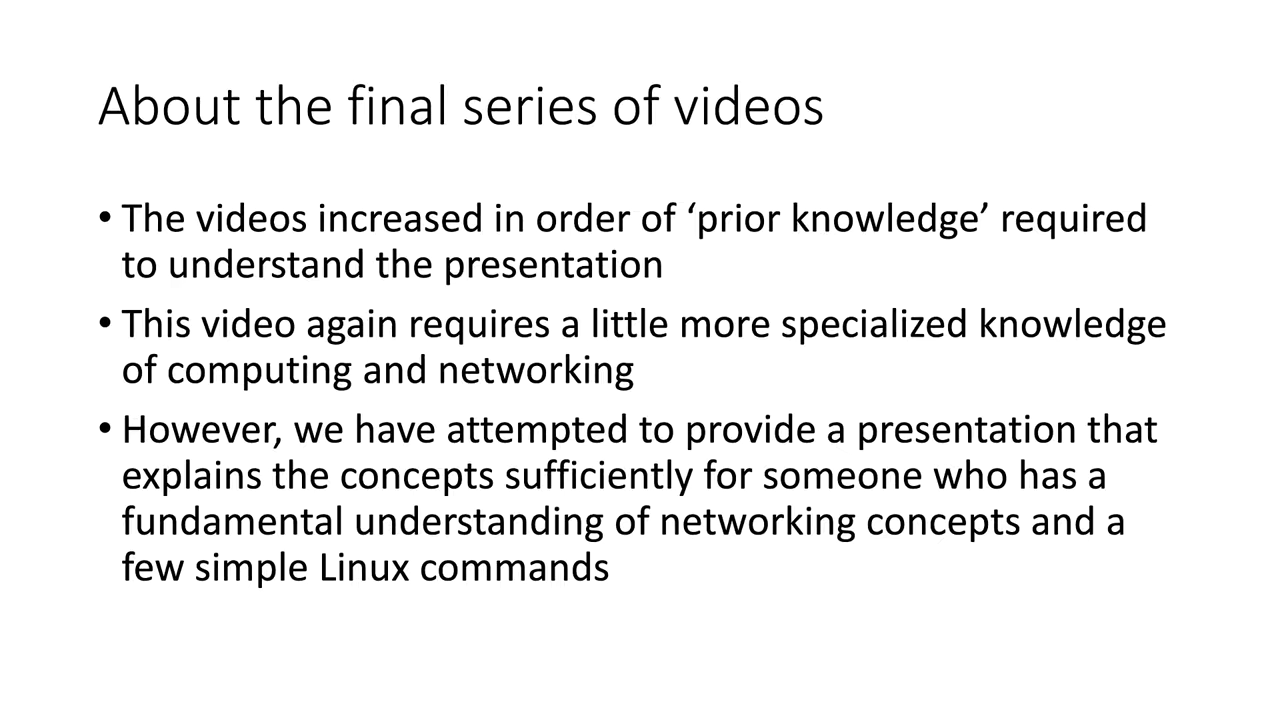 About the final series of videos
• The videos increased in order of ‘prior knowledge’ required
to understand the presentation
• This video again requires a little more specialized knowledge
of computing and networking
• However, we have attempted to provide a presentation that
explains the concepts sufficiently for someone who has a
fundamental understanding of networking concepts and a
few simple Linux commands